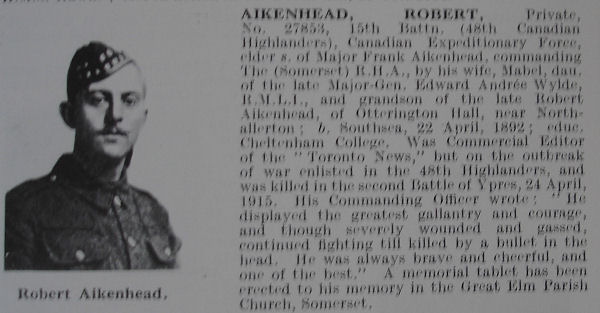 AIKENHEAD, ROBERT, Private,
No. 27853, 15th Battn. (48th Canadian
Highlanders), Canadian Expeditionary Force,
elder s. of Major Frank Aikenhead, commanding
The (Somerset) R.H.A., by his wife, Mabel, dau.
of the late Major-Gen. Edward Andrée Wylde,
R.M.L.I., and grandson of the late Robert
Aikenhead, of Otterington Hall, near North-
allerton; b. Southsea, 22 April, 1892; educ.
Cheltenham College. Was Commercial Editor
of the "Toronto News," but on the outbreak
of war enlisted in the 48th Highlanders, and
was killed in the second Battle of Ypres, 24 April,
1915. His Commanding Officer wrote: "He
displayed the greatest gallantry and courage,
and though severely wounded and gassed,
continued fighting till killed by a bullet in the
head. He was always brave and cheerful, and
one of the best." A memorial tablet has been
erected to his memory in the Great Elm Parish
Church, Somerset.
Robert Aikenhead.